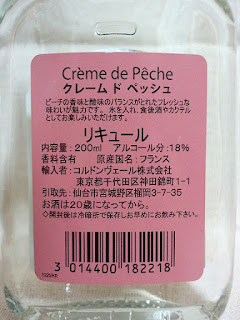 Crème de Pêche
クレーム ド ペッシュ
ピーチの香味と酸味のバランスがとれたフレッシュな
味わいが魅力です。氷を入れ、食後酒やカクテル
としてお楽しみいただけます。
リキュール
内容量：200ml アルコール分：18%
香料含有 原産国名：フランス
輸入者：コルドンヴェール株式会社
東京都千代田区神田錦町1-1
引取先：仙台市宮城野区榴岡3-7-35
お酒は20歳になってから。
◇開封後は冷暗所で保存しお早めにお飲み下さい。
3 014400 182218